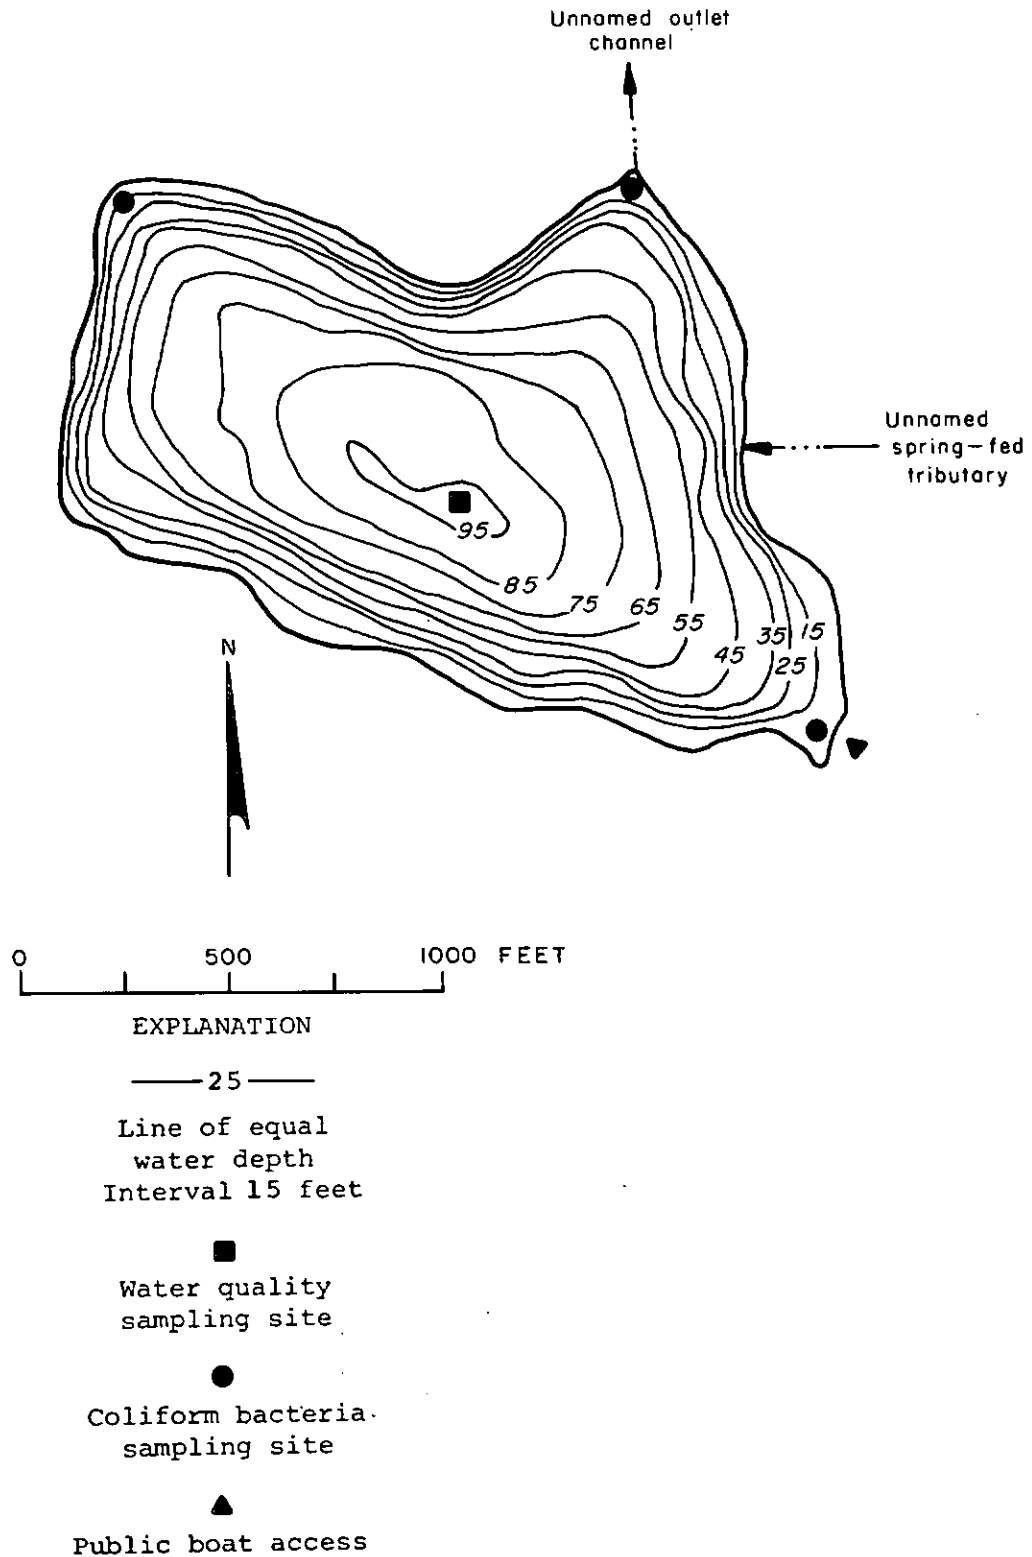 Unnamed outlet
channel
Unnamed
spring-fed
tributary
95
85
75
65
55
45
35
15
25
N
0 500 1000 FEET
EXPLANATION
25
Line of equal
water depth
Interval 15 feet
Water quality
sampling site
Coliform bacteria
sampling site
Public boat access